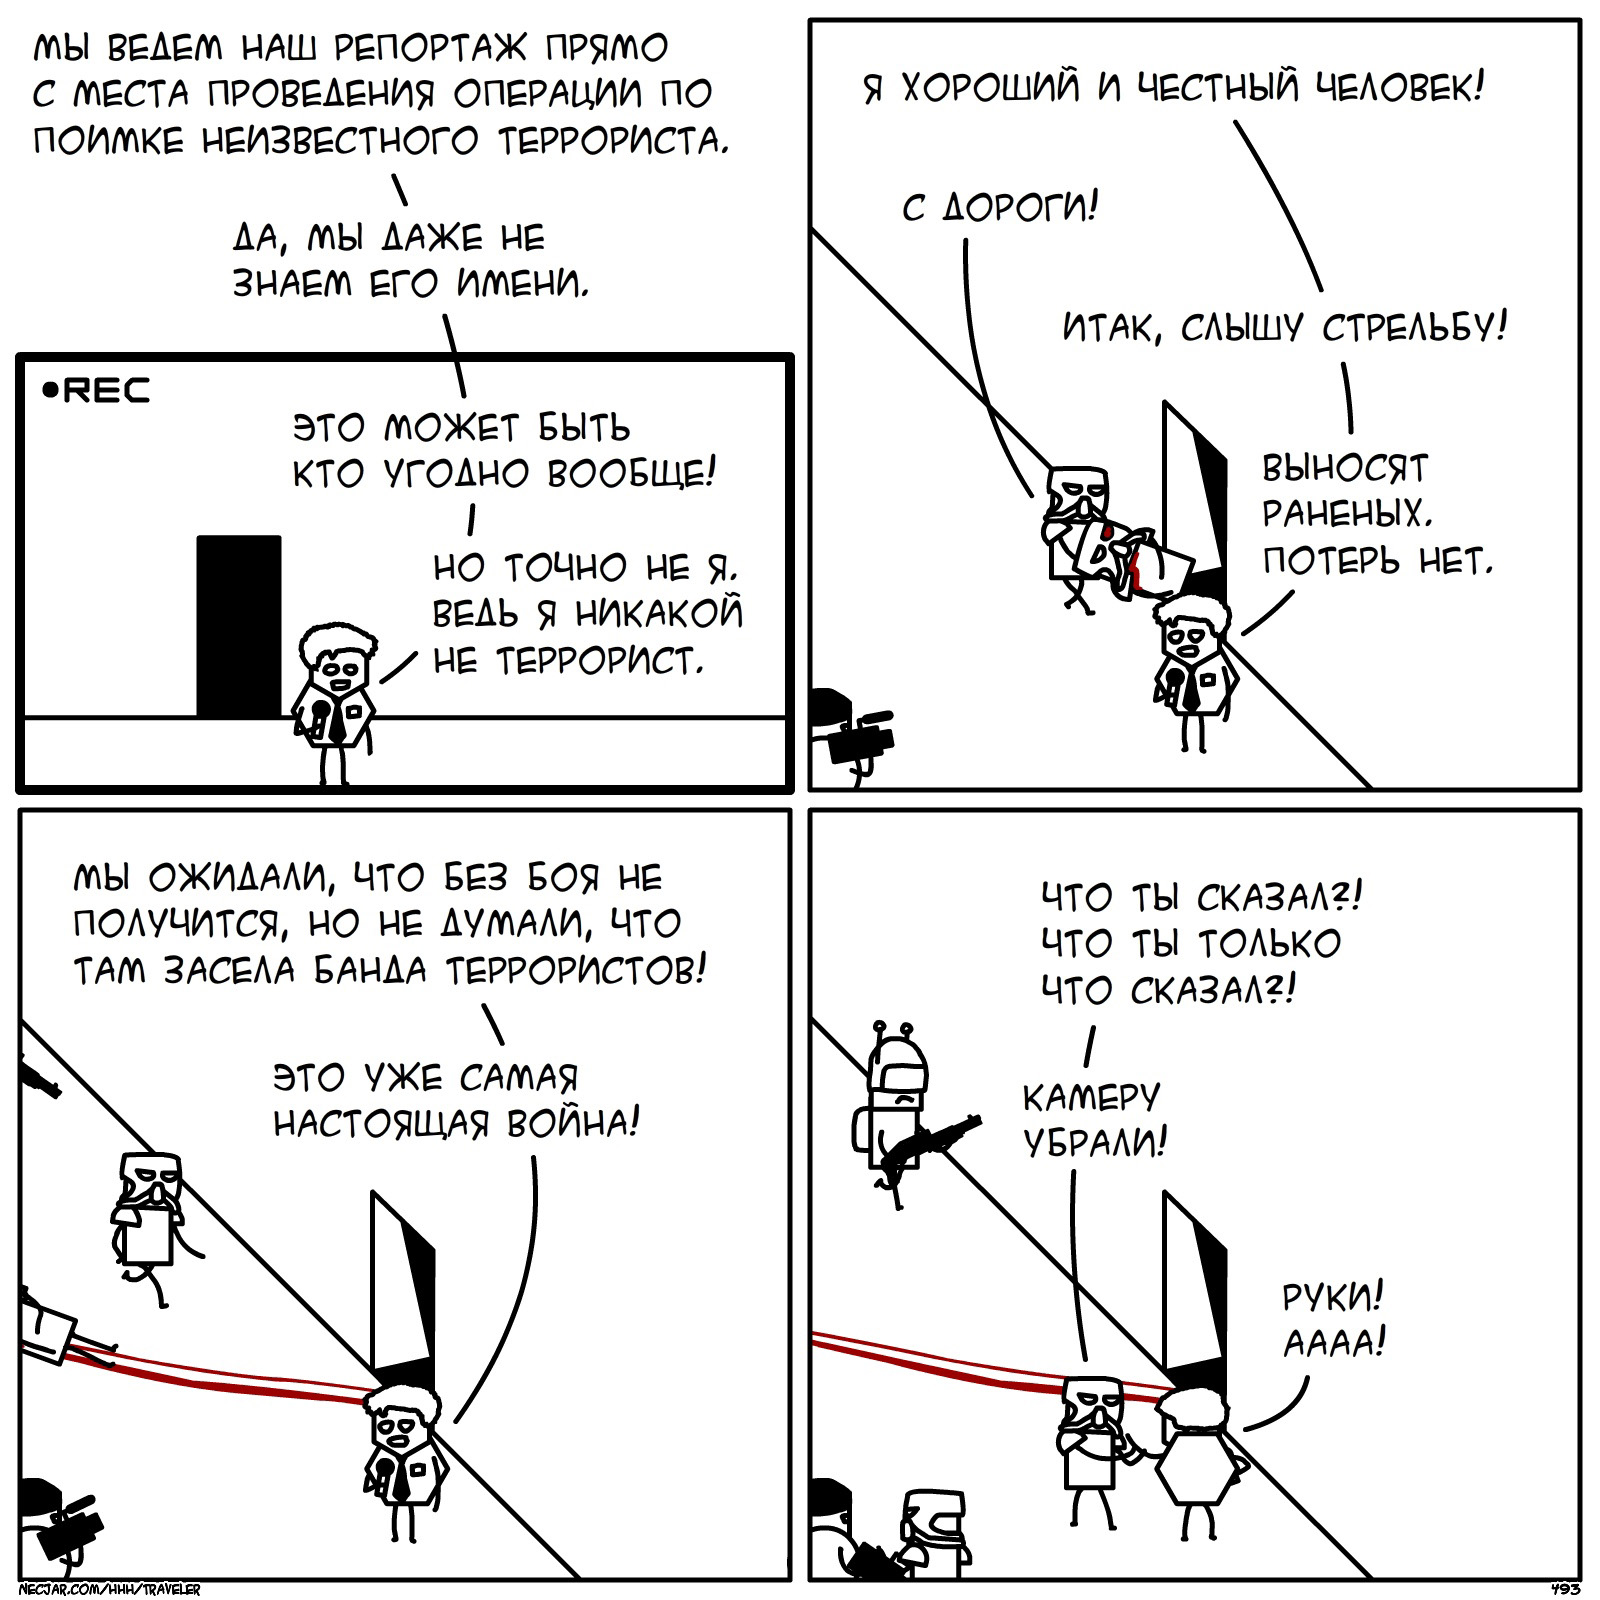 МЫ ВЕДЕМ НАШ РЕПОРТАЖ ПРЯМО
С МЕСТА ПРОВЕДЕНИЯ ОПЕРАЦИИ ПО
ПОИМКЕ НЕИЗВЕСТНОГО ТЕРРОРИСТА.
ДА, МЫ ДАЖЕ НЕ
ЗНАЕМ ЕГО ИМЕНИ.
REC
ЭТО МОЖЕТ БЫТЬ
КТО УГОДНО ВООБЩЕ!
НО ТОЧНО НЕ Я.
ВЕДЬ Я НИКАКОЙ
НЕ ТЕРРОРИСТ.
Я ХОРОШИЙ И ЧЕСТНЫЙ ЧЕЛОВЕК!
С ДОРОГИ!
ИТАК, СЛЫШУ СТРЕЛЬБУ!
ВЫНОСЯТ
РАНЕНЫХ.
ПОТЕРЬ НЕТ.
МЫ ОЖИДАЛИ, ЧТО БЕЗ БОЯ НЕ
ПОЛУЧИТСЯ, НО НЕ ДУМАЛИ, ЧТО
ТАМ ЗАСЕЛА БАНДА ТЕРРОРИСТОВ!
ЭТО УЖЕ САМАЯ
НАСТОЯЩАЯ ВОЙНА!
ЧТО ТЫ СКАЗАЛ?!
ЧТО ТЫ ТОЛЬКО
ЧТО СКАЗАЛ?!
КАМЕРУ
УБРАЛИ!
РУКИ!
АААА!
NECJAR.COM/HHH/TRAVELER
493